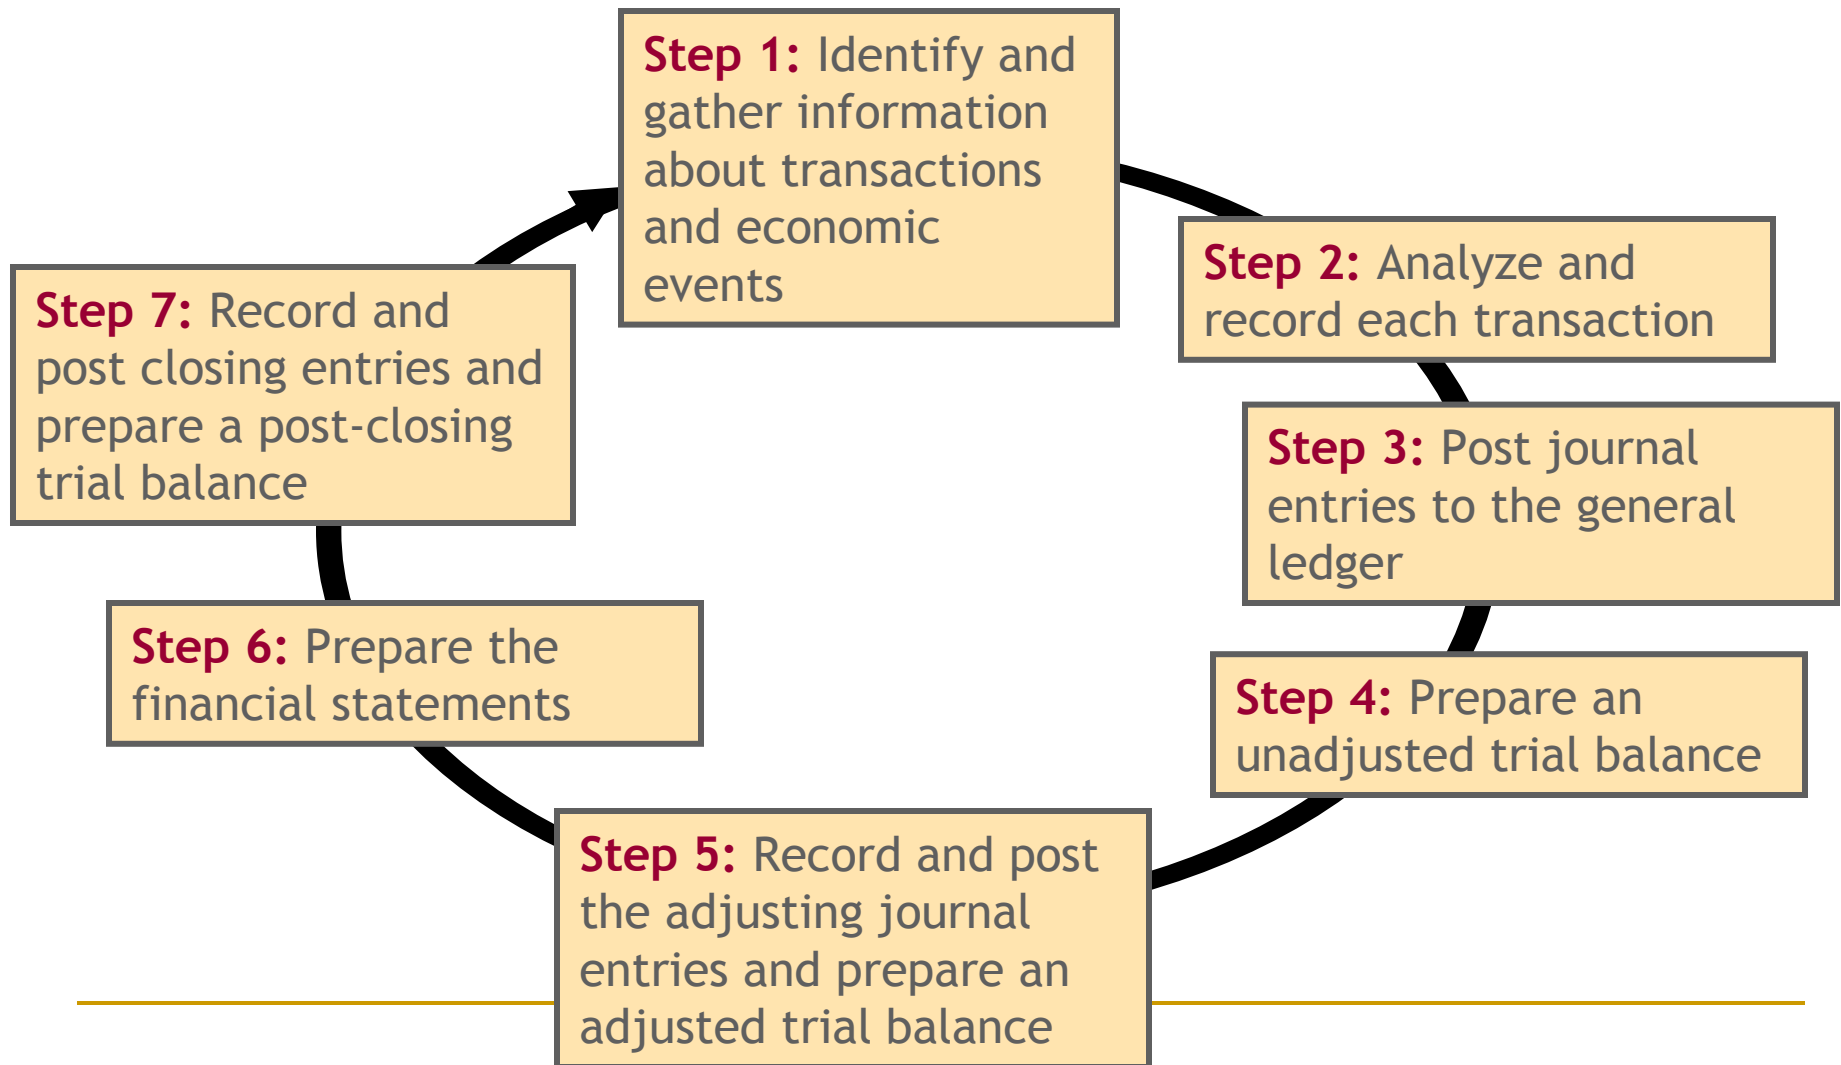 Step 1: Identify and
gather information
about transactions
and economic
events
Step 2: Analyze and
record each transaction
Step 3: Post journal
entries to the general
ledger
Step 4: Prepare an
unadjusted trial balance
Step 5: Record and post
the adjusting journal
entries and prepare an
adjusted trial balance
Step 6: Prepare the
financial statements
Step 7: Record and
post closing entries and
prepare a post-closing
trial balance